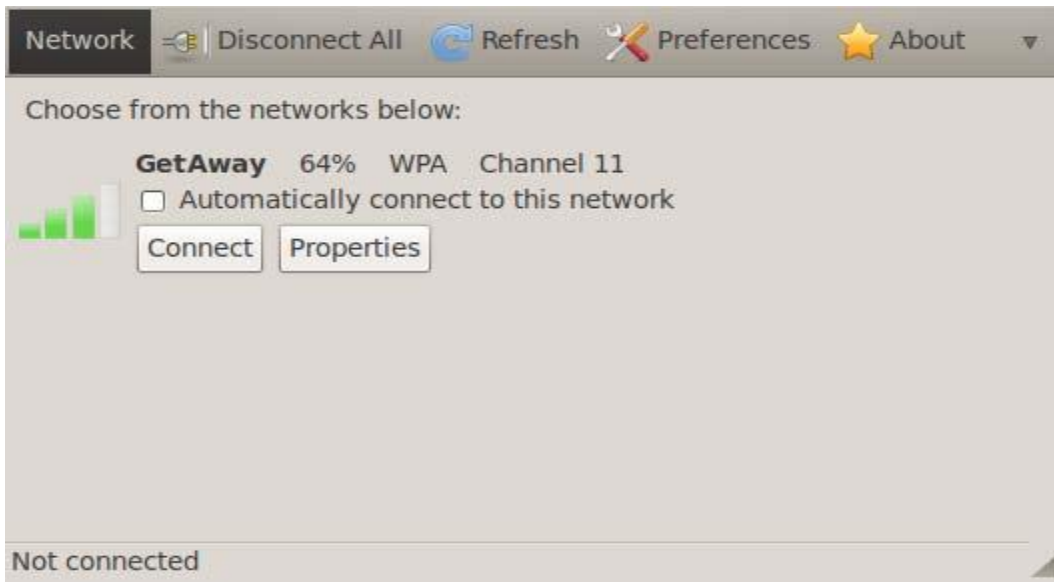 Network Disconnect All Refresh Preferences About
Choose from the networks below:
GetAway 64% WPA Channel 11
Automatically connect to this network
Connect Properties
Not connected